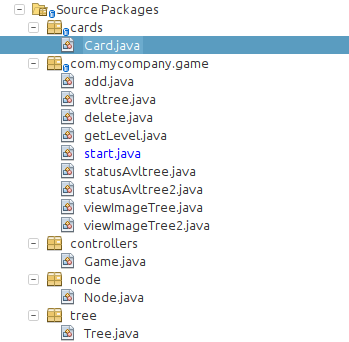 Source Packages
cards
Card.java
com.mycompany.game
add.java
avltree.java
delete.java
getLevel.java
start.java
statusAvltree.java
statusAvltree2.java
viewImageTree.java
viewImageTree2.java
controllers
Game.java
node
Node.java
tree
Tree.java